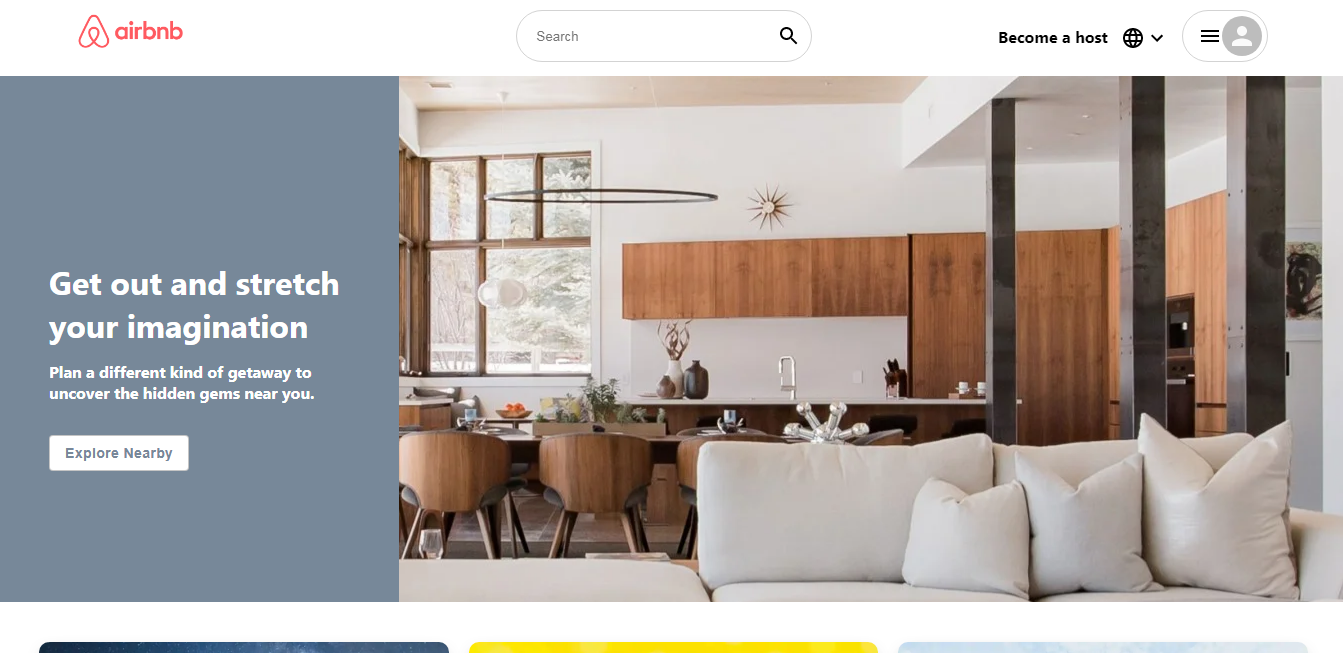 airbnb
Search
Become a host
Get out and stretch
your imagination
Plan a different kind of getaway to
uncover the hidden gems near you.
Explore Nearby